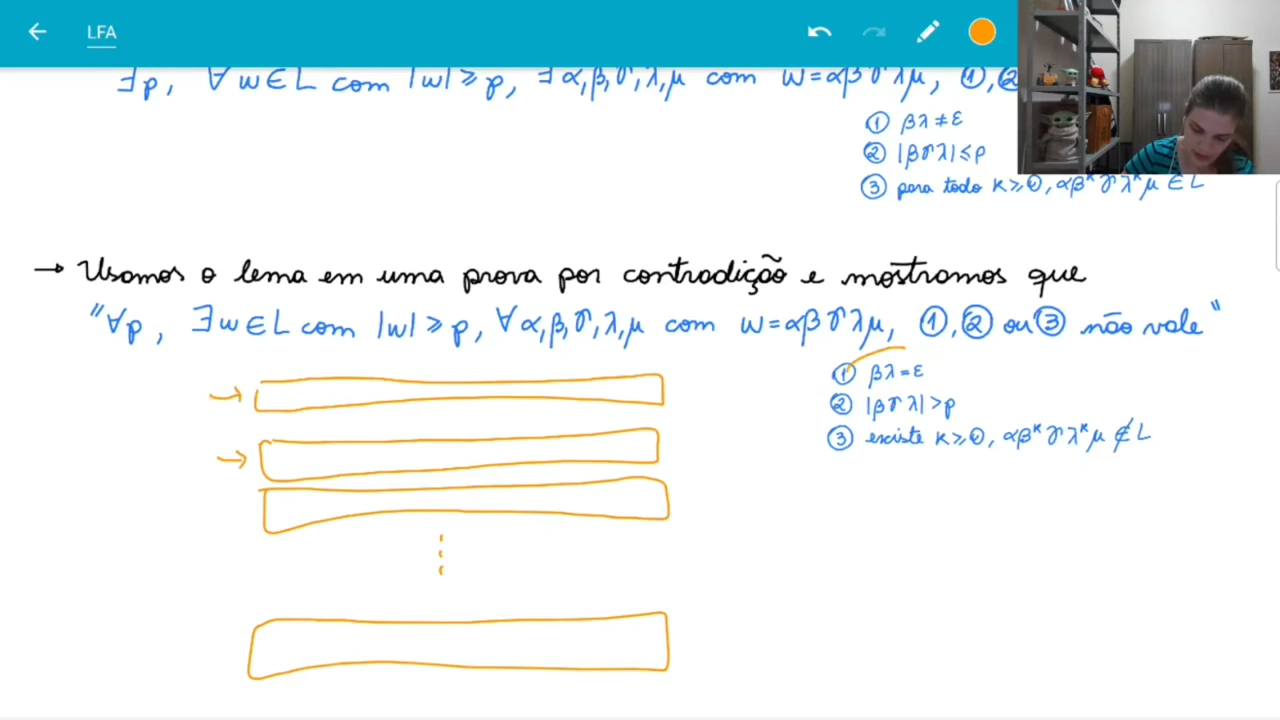 LFA
∃p, ∀w∈L com |w|≥p, ∃α,β,γ,λ,μ com w=αβγλμ, ①,②
① βλ≠ε
② |βγλ|≤p
③ para todo k≥0, αβᵏγλᵏμ∈L
→ Usamos o lema em uma prova por contradição e mostramos que
"∀p, ∃w∈L com |w|≥p, ∀α,β,γ,λ,μ com w=αβγλμ, ①,② ou ③ não vale"
① βλ=ε
② |βγλ|>p
③ existe k≥0, αβᵏγλᵏμ∉L